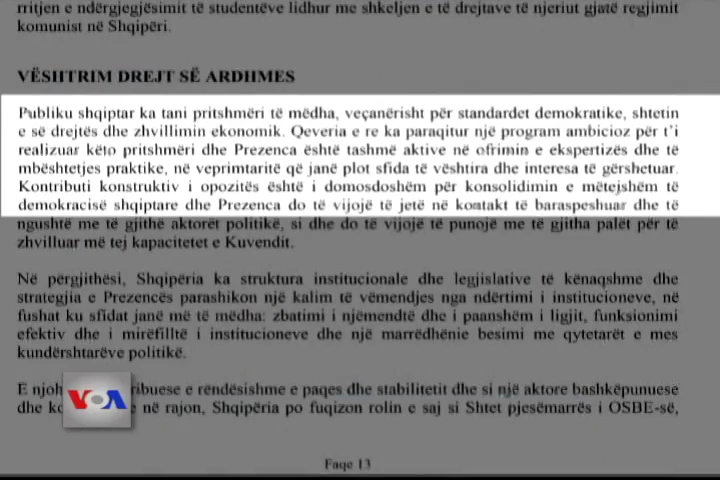 rritjen e ndërgjegjësimit të studentëve lidhur me shkeljen e të drejtave të njeriut gjatë regjimit
komunist në Shqipëri.
VËSHTRIM DREJT SË ARDHMES
Publiku shqiptar ka tani pritshmëri të mëdha, veçanërisht për standardet demokratike, shtetin
e së drejtës dhe zhvillimin ekonomik. Qeveria e re ka paraqitur një program ambicioz për t'i
realizuar këto pritshmëri dhe Prezenca është tashmë aktive në ofrimin e ekspertizës dhe të
mbështetjes praktike, në veprimtaritë që janë plot sfida të vështira dhe interesa të gërshetuar.
Kontributi konstruktiv i opozitës është i domosdoshëm për konsolidimin e mëtejshëm të
demokracisë shqiptare dhe Prezenca do të vijojë të jetë në kontakt të baraspeshuar dhe të
ngushtë me të gjithë aktorët politikë, si dhe do të vijojë të punojë me të gjitha palët për të
zhvilluar më tej kapacitetet e Kuvendit.
Në përgjithësi, Shqipëria ka struktura institucionale dhe legjislative të kënaqshme dhe
strategjia e Prezencës parashikon një kalim të vëmendjes nga ndërtimi i institucioneve, në
fushat ku sfidat janë më të mëdha: zbatimi i njëmendtë dhe i paanshëm i ligjit, funksionimi
efektiv dhe i mirëfilltë i institucioneve dhe një marrëdhënie besimi me qytetarët e mes
kundërshtarëve politikë.
E njoh ribuese e rëndësishme e paqes dhe stabilitetit dhe si një aktore bashkëpunuese
dhe e në rajon, Shqipëria po fuqizon rolin e saj si Shtet pjesëmarrës i OSBE-së,
VOA
Faqe 13